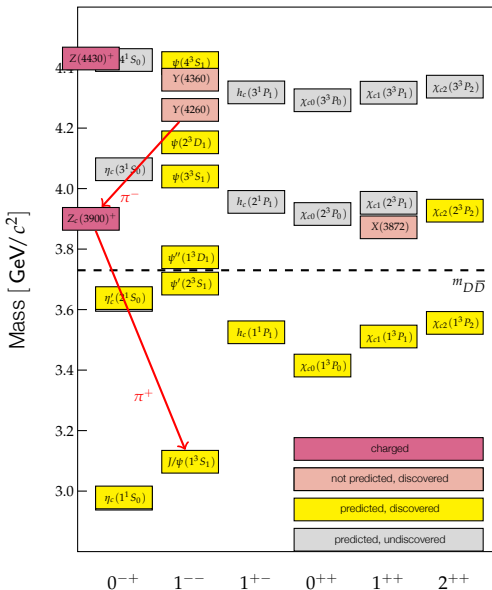 Mass [ GeV/c²]
4.4
4.2
4.0
3.8
3.6
3.4
3.2
3.0
Z(4430)⁺
4¹S₀)
ψ(4³S₁)
Y(4360)
Y(4260)
h_c(3¹P₁)
χ_c0(3³P₀)
χ_c1(3³P₁)
χ_c2(3³P₂)
ψ(2³D₁)
η_c(3¹S₀)
ψ(3³S₁)
π⁻
Z_c(3900)⁺
h_c(2¹P₁)
χ_c0(2³P₀)
χ_c1(2³P₁)
X(3872)
χ_c2(2³P₂)
ψ''(1³D₁)
m_DD̅
ψ'(2³S₁)
η_c'(2¹S₀)
h_c(1¹P₁)
χ_c0(1³P₀)
χ_c1(1³P₁)
χ_c2(1³P₂)
π⁺
J/ψ(1³S₁)
η_c(1¹S₀)
charged
not predicted, discovered
predicted, discovered
predicted, undiscovered
0⁻⁺ 1⁻⁻ 1⁺⁻ 0⁺⁺ 1⁺⁺ 2⁺⁺